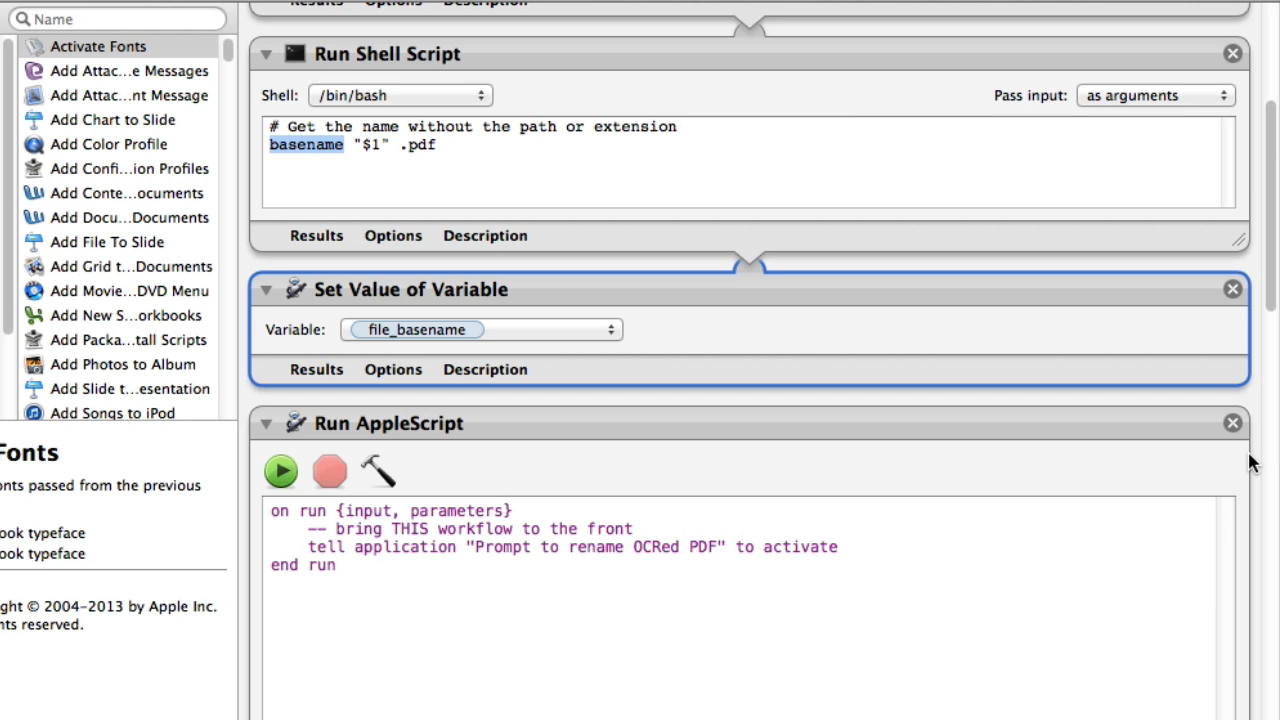 Name
Activate Fonts
Add Attac...e Messages
Add Attac...nt Message
Add Chart to Slide
Add Color Profile
Add Confi...ion Profiles
Add Conte...ocuments
Add Docu...Documents
Add File To Slide
Add Grid t...Documents
Add Movie...DVD Menu
Add New S...orkbooks
Add Packa...tall Scripts
Add Photos to Album
Add Slide t...esentation
Add Songs to iPod
Fonts
onts passed from the previous
ook typeface
ook typeface
ght © 2004–2013 by Apple Inc.
nts reserved.
Results Options Description
Run Shell Script
Shell: /bin/bash Pass input: as arguments
# Get the name without the path or extension
basename "$1" .pdf
Results Options Description
Set Value of Variable
Variable: file_basename
Results Options Description
Run AppleScript
on run {input, parameters}
-- bring THIS workflow to the front
tell application "Prompt to rename OCRed PDF" to activate
end run